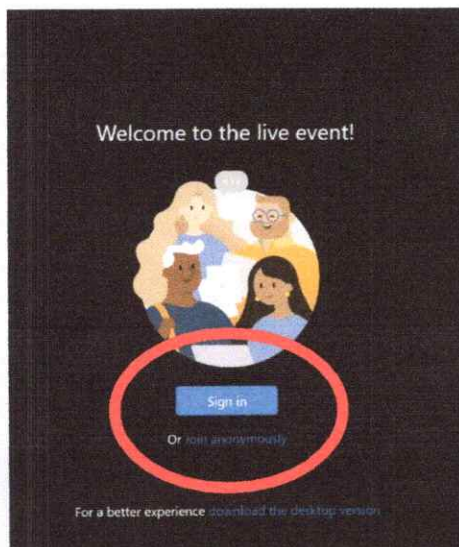 Welcome to the live event!
Sign in
Or Join anonymously
For a better experience download the desktop version